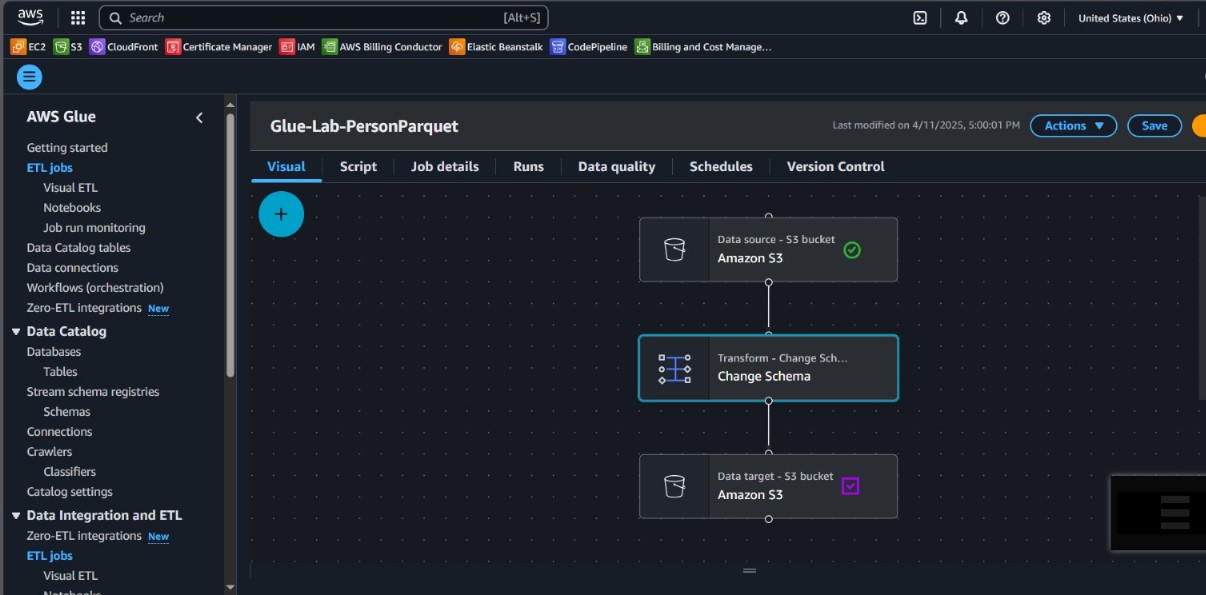 aws
Search [Alt+S]
United States (Ohio) ▼
EC2 S3 CloudFront Certificate Manager IAM AWS Billing Conductor Elastic Beanstalk CodePipeline Billing and Cost Manage...
AWS Glue
Getting started
ETL jobs
Visual ETL
Notebooks
Job run monitoring
Data Catalog tables
Data connections
Workflows (orchestration)
Zero-ETL integrations New
Data Catalog
Databases
Tables
Stream schema registries
Schemas
Connections
Crawlers
Classifiers
Catalog settings
Data Integration and ETL
Zero-ETL integrations New
ETL jobs
Visual ETL
Notebooks
Glue-Lab-PersonParquet
Last modified on 4/11/2025, 5:00:01 PM
Actions ▼
Save
Visual Script Job details Runs Data quality Schedules Version Control
Data source - S3 bucket
Amazon S3
Transform - Change Sch...
Change Schema
Data target - S3 bucket
Amazon S3